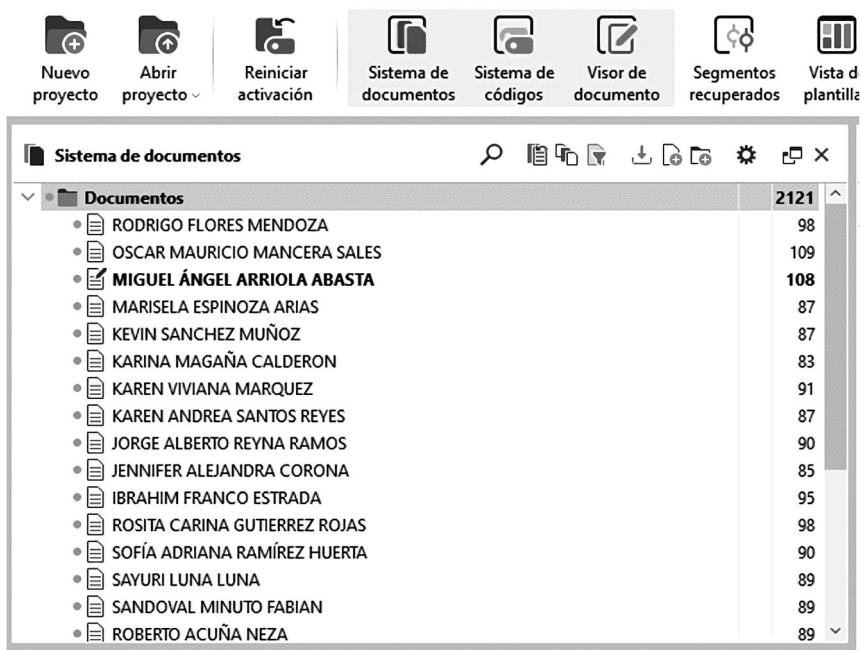 Nuevo proyecto
Abrir proyecto
Reiniciar activación
Sistema de documentos
Sistema de códigos
Visor de documento
Segmentos recuperados
Vista d plantilla
Sistema de documentos
Documentos 2121
RODRIGO FLORES MENDOZA 98
OSCAR MAURICIO MANCERA SALES 109
MIGUEL ÁNGEL ARRIOLA ABASTA 108
MARISELA ESPINOZA ARIAS 87
KEVIN SANCHEZ MUÑOZ 87
KARINA MAGAÑA CALDERON 83
KAREN VIVIANA MARQUEZ 91
KAREN ANDREA SANTOS REYES 87
JORGE ALBERTO REYNA RAMOS 90
JENNIFER ALEJANDRA CORONA 85
IBRAHIM FRANCO ESTRADA 95
ROSITA CARINA GUTIERREZ ROJAS 98
SOFÍA ADRIANA RAMÍREZ HUERTA 90
SAYURI LUNA LUNA 89
SANDOVAL MINUTO FABIAN 89
ROBERTO ACUÑA NEZA 89